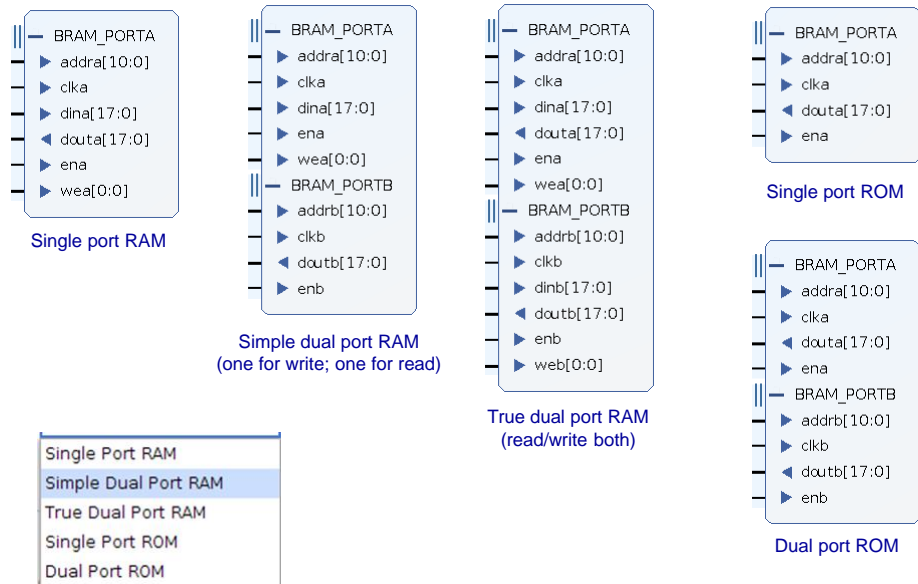 BRAM_PORTA
addra[10:0]
clka
dina[17:0]
douta[17:0]
ena
wea[0:0]
Single port RAM
BRAM_PORTA
addra[10:0]
clka
dina[17:0]
ena
wea[0:0]
BRAM_PORTB
addrb[10:0]
clkb
doutb[17:0]
enb
Simple dual port RAM
(one for write; one for read)
BRAM_PORTA
addra[10:0]
clka
dina[17:0]
douta[17:0]
ena
wea[0:0]
BRAM_PORTB
addrb[10:0]
clkb
dinb[17:0]
doutb[17:0]
enb
web[0:0]
True dual port RAM
(read/write both)
BRAM_PORTA
addra[10:0]
clka
douta[17:0]
ena
Single port ROM
BRAM_PORTA
addra[10:0]
clka
douta[17:0]
ena
BRAM_PORTB
addrb[10:0]
clkb
doutb[17:0]
enb
Dual port ROM
Single Port RAM
Simple Dual Port RAM
True Dual Port RAM
Single Port ROM
Dual Port ROM